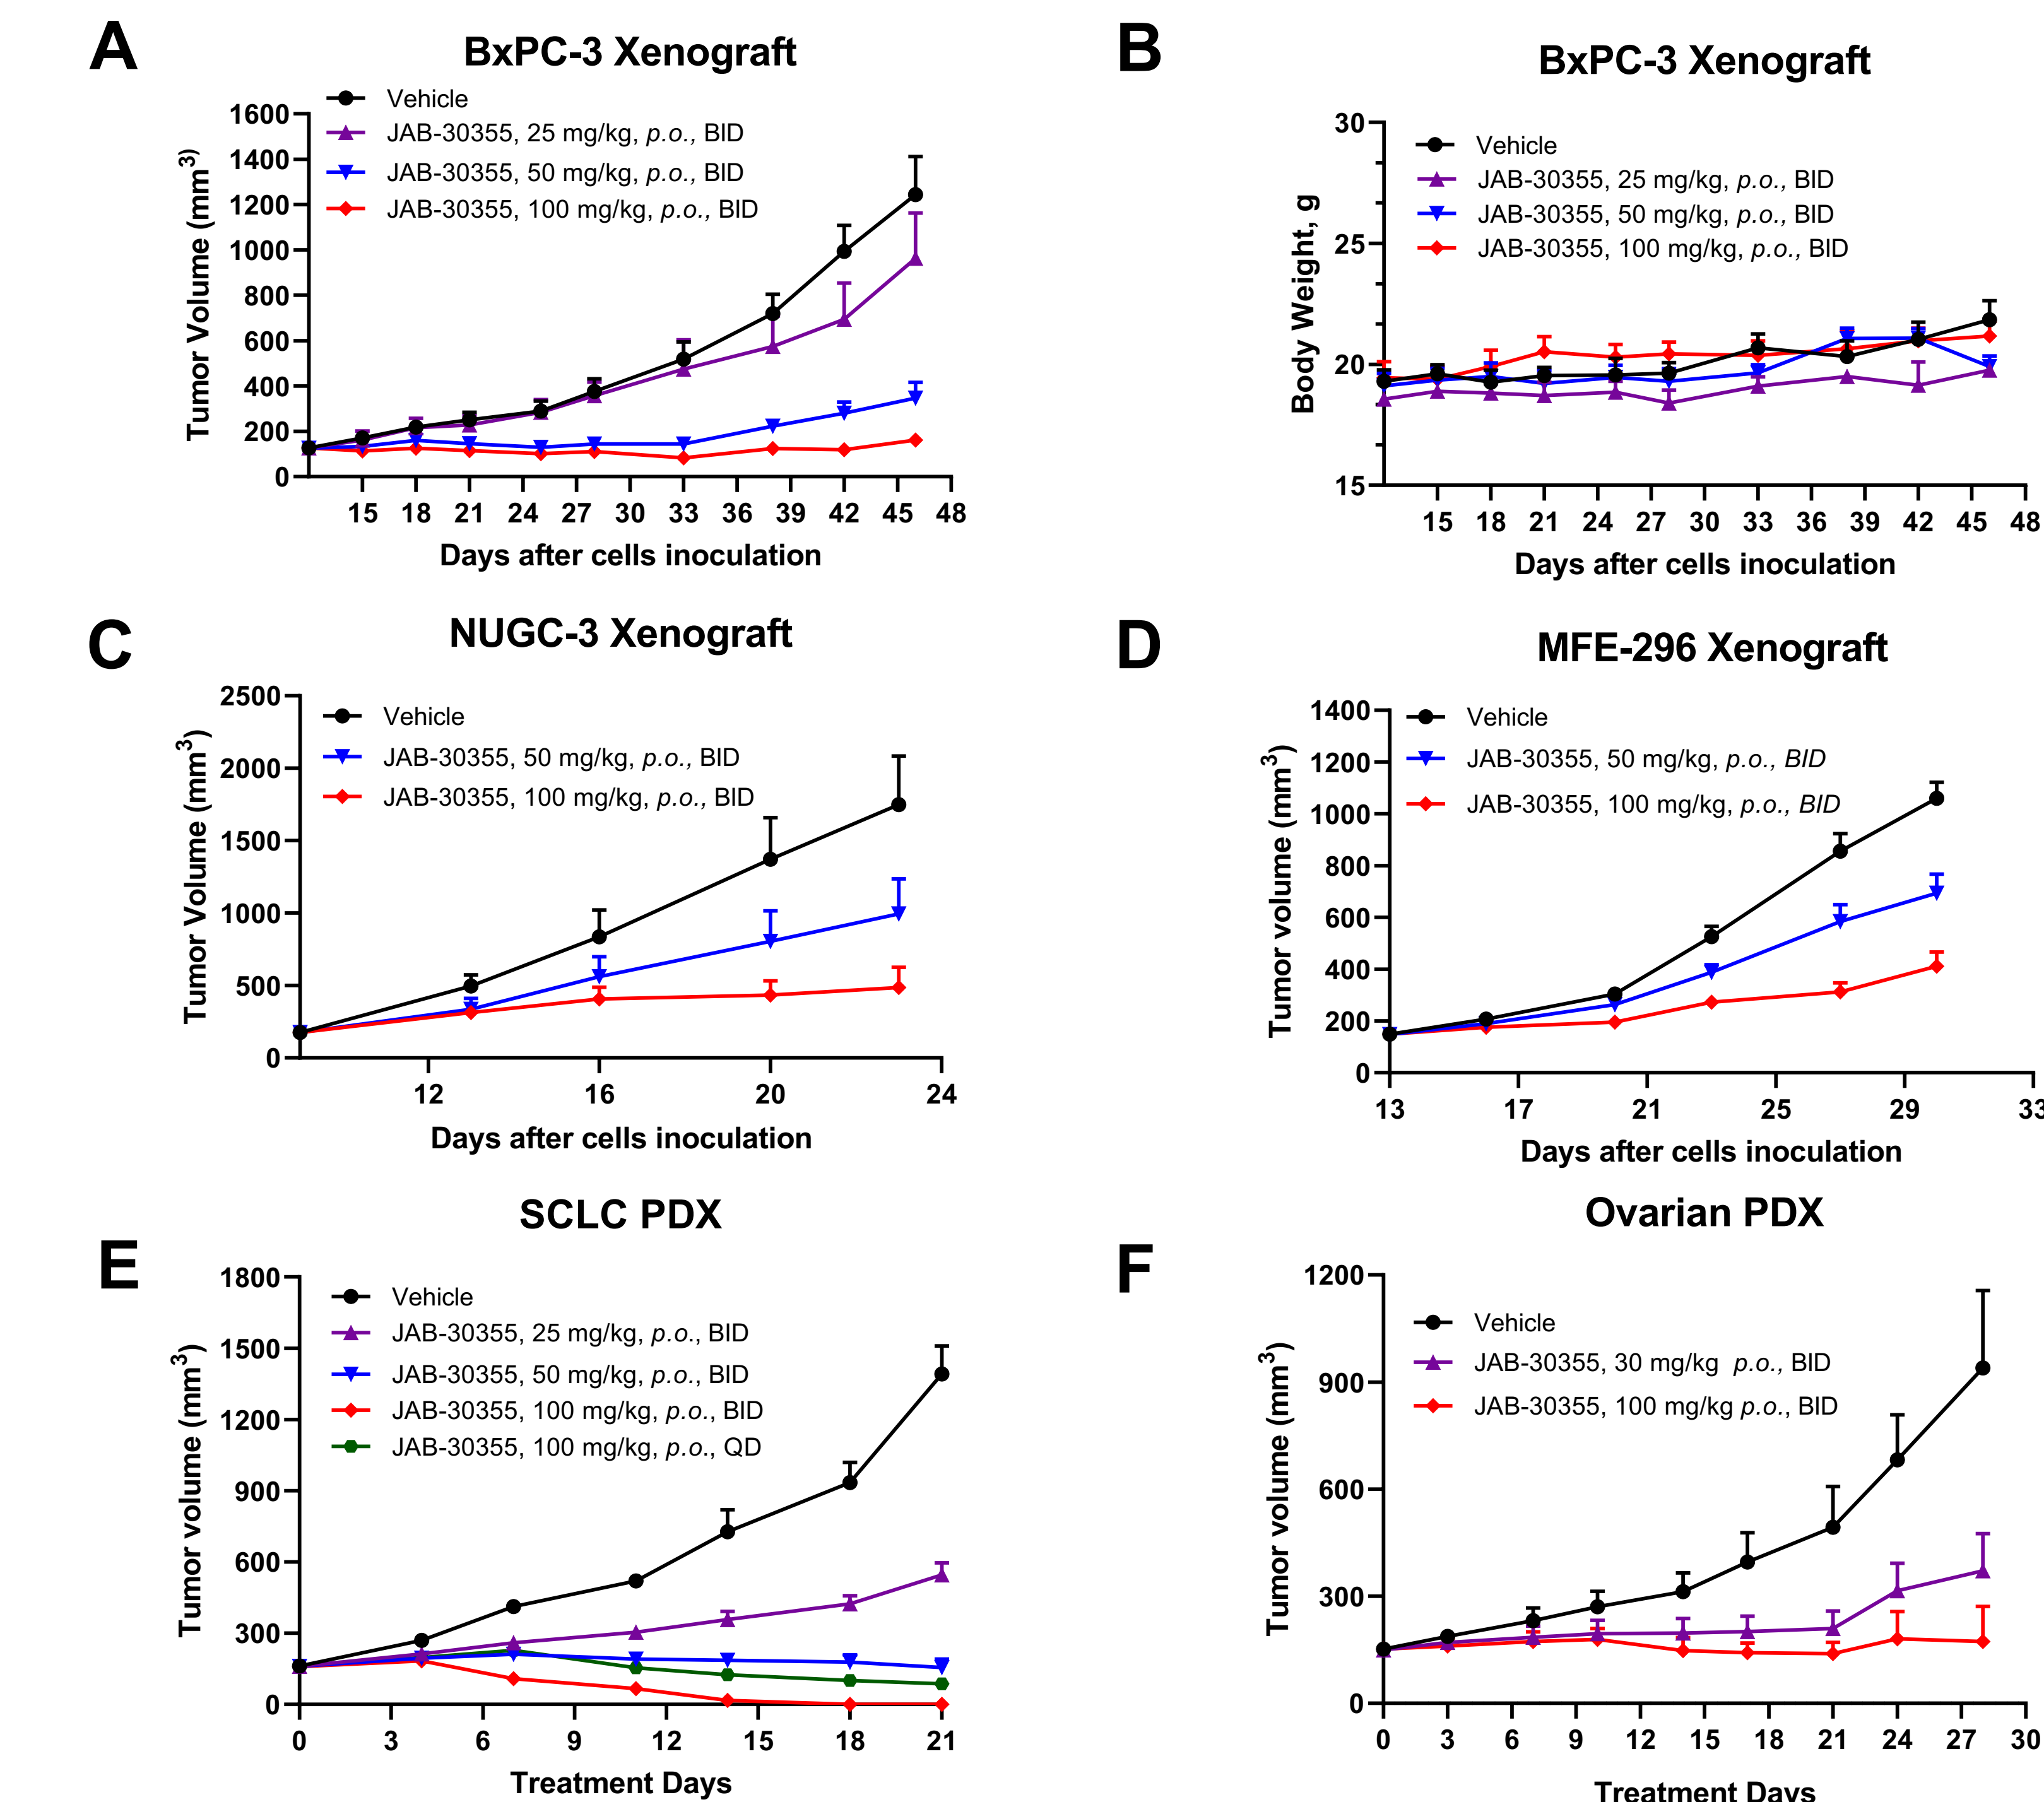 A
BxPC-3 Xenograft
Vehicle
JAB-30355, 25 mg/kg, p.o., BID
JAB-30355, 50 mg/kg, p.o., BID
JAB-30355, 100 mg/kg, p.o., BID
Tumor Volume (mm3)
1600
1400
1200
1000
800
600
400
200
0
15 18 21 24 27 30 33 36 39 42 45 48
Days after cells inoculation
B
BxPC-3 Xenograft
Vehicle
JAB-30355, 25 mg/kg, p.o., BID
JAB-30355, 50 mg/kg, p.o., BID
JAB-30355, 100 mg/kg, p.o., BID
Body Weight, g
30
25
20
15
15 18 21 24 27 30 33 36 39 42 45 48
Days after cells inoculation
C
NUGC-3 Xenograft
Vehicle
JAB-30355, 50 mg/kg, p.o., BID
JAB-30355, 100 mg/kg, p.o., BID
Tumor Volume (mm3)
2500
2000
1500
1000
500
0
12 16 20 24
Days after cells inoculation
D
MFE-296 Xenograft
Vehicle
JAB-30355, 50 mg/kg, p.o., BID
JAB-30355, 100 mg/kg, p.o., BID
Tumor volume (mm3)
1400
1200
1000
800
600
400
200
0
13 17 21 25 29 33
Days after cells inoculation
E
SCLC PDX
Vehicle
JAB-30355, 25 mg/kg, p.o., BID
JAB-30355, 50 mg/kg, p.o., BID
JAB-30355, 100 mg/kg, p.o., BID
JAB-30355, 100 mg/kg, p.o., QD
Tumor volume (mm3)
1800
1500
1200
900
600
300
0
0 3 6 9 12 15 18 21
Treatment Days
F
Ovarian PDX
Vehicle
JAB-30355, 30 mg/kg p.o., BID
JAB-30355, 100 mg/kg p.o., BID
Tumor volume (mm3)
1200
900
600
300
0
0 3 6 9 12 15 18 21 24 27 30
Treatment Days